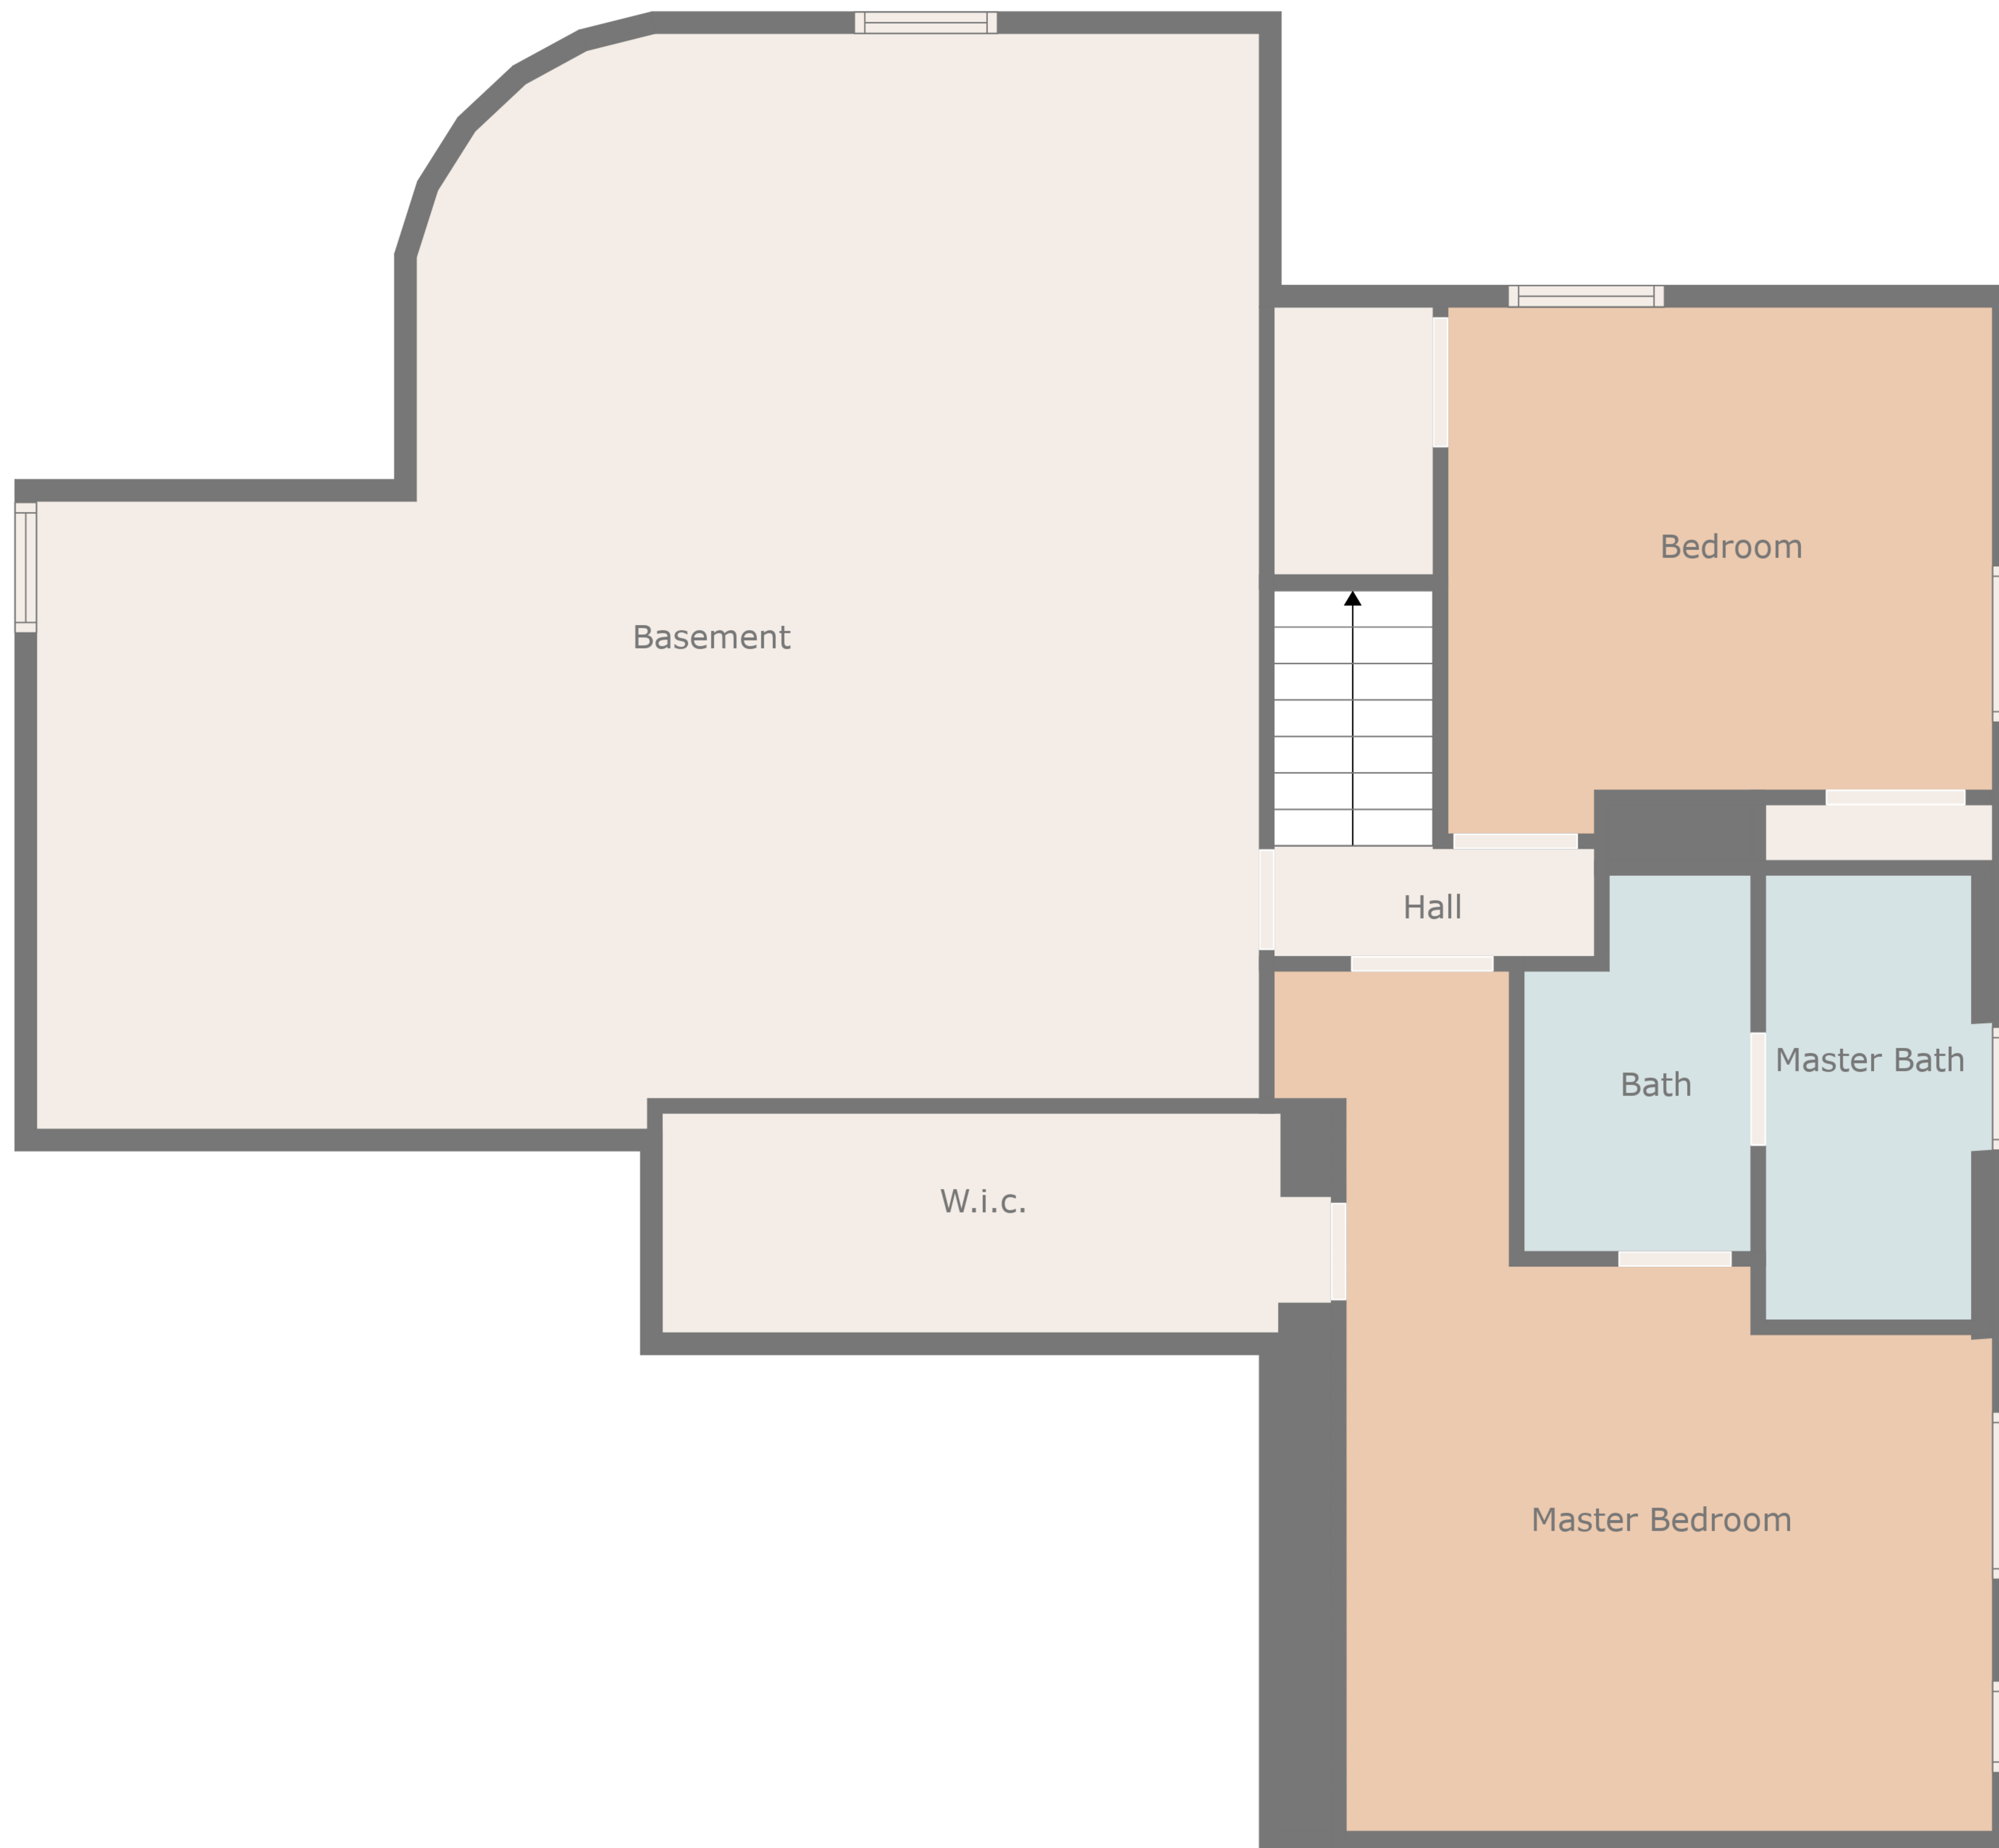 Bedroom
Basement
Hall
Master Bath
Bath
W.i.c.
Master Bedroom